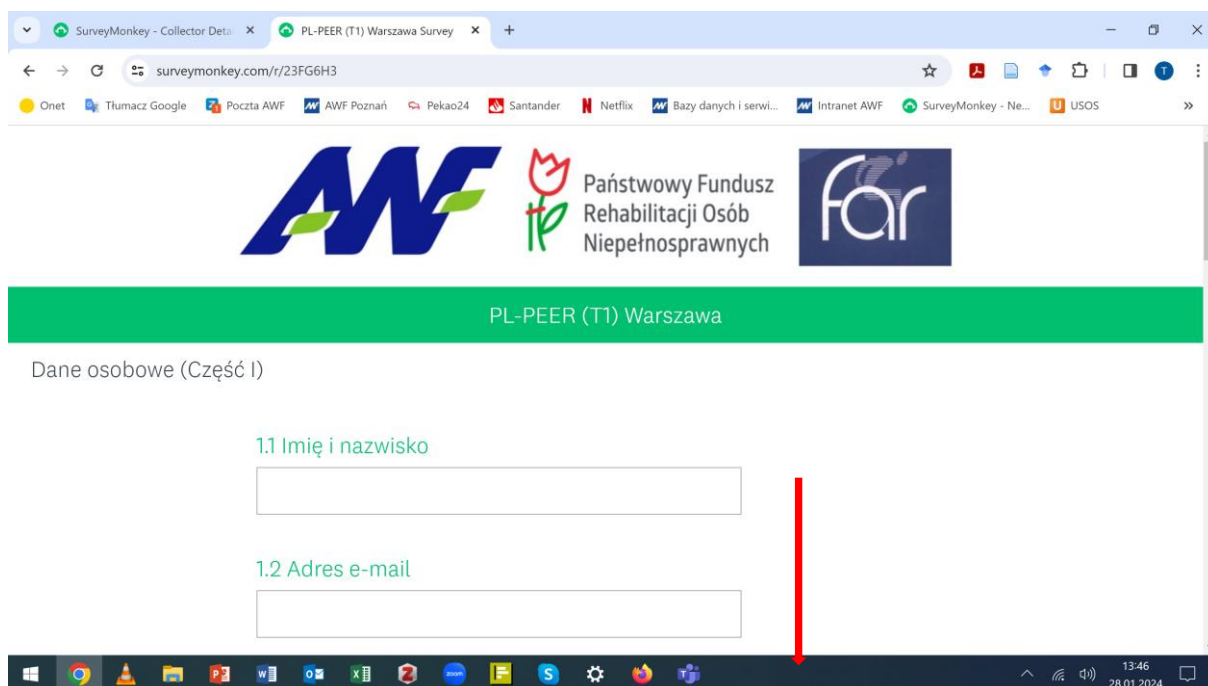 SurveyMonkey - Collector Deta
PL-PEER (T1) Warszawa Survey
surveymonkey.com/r/23FG6H3
T
Onet
Tłumacz Google
Poczta AWF
AWF Poznań
Pekao24
Santander
Netflix
Bazy danych i serwi...
Intranet AWF
SurveyMonkey - Ne...
USOS
AWF
Państwowy Fundusz
Rehabilitacji Osób
Niepełnosprawnych
far
PL-PEER (T1) Warszawa
Dane osobowe (Część I)
1.1 Imię i nazwisko
1.2 Adres e-mail
zoom
13:46
28.01.2024